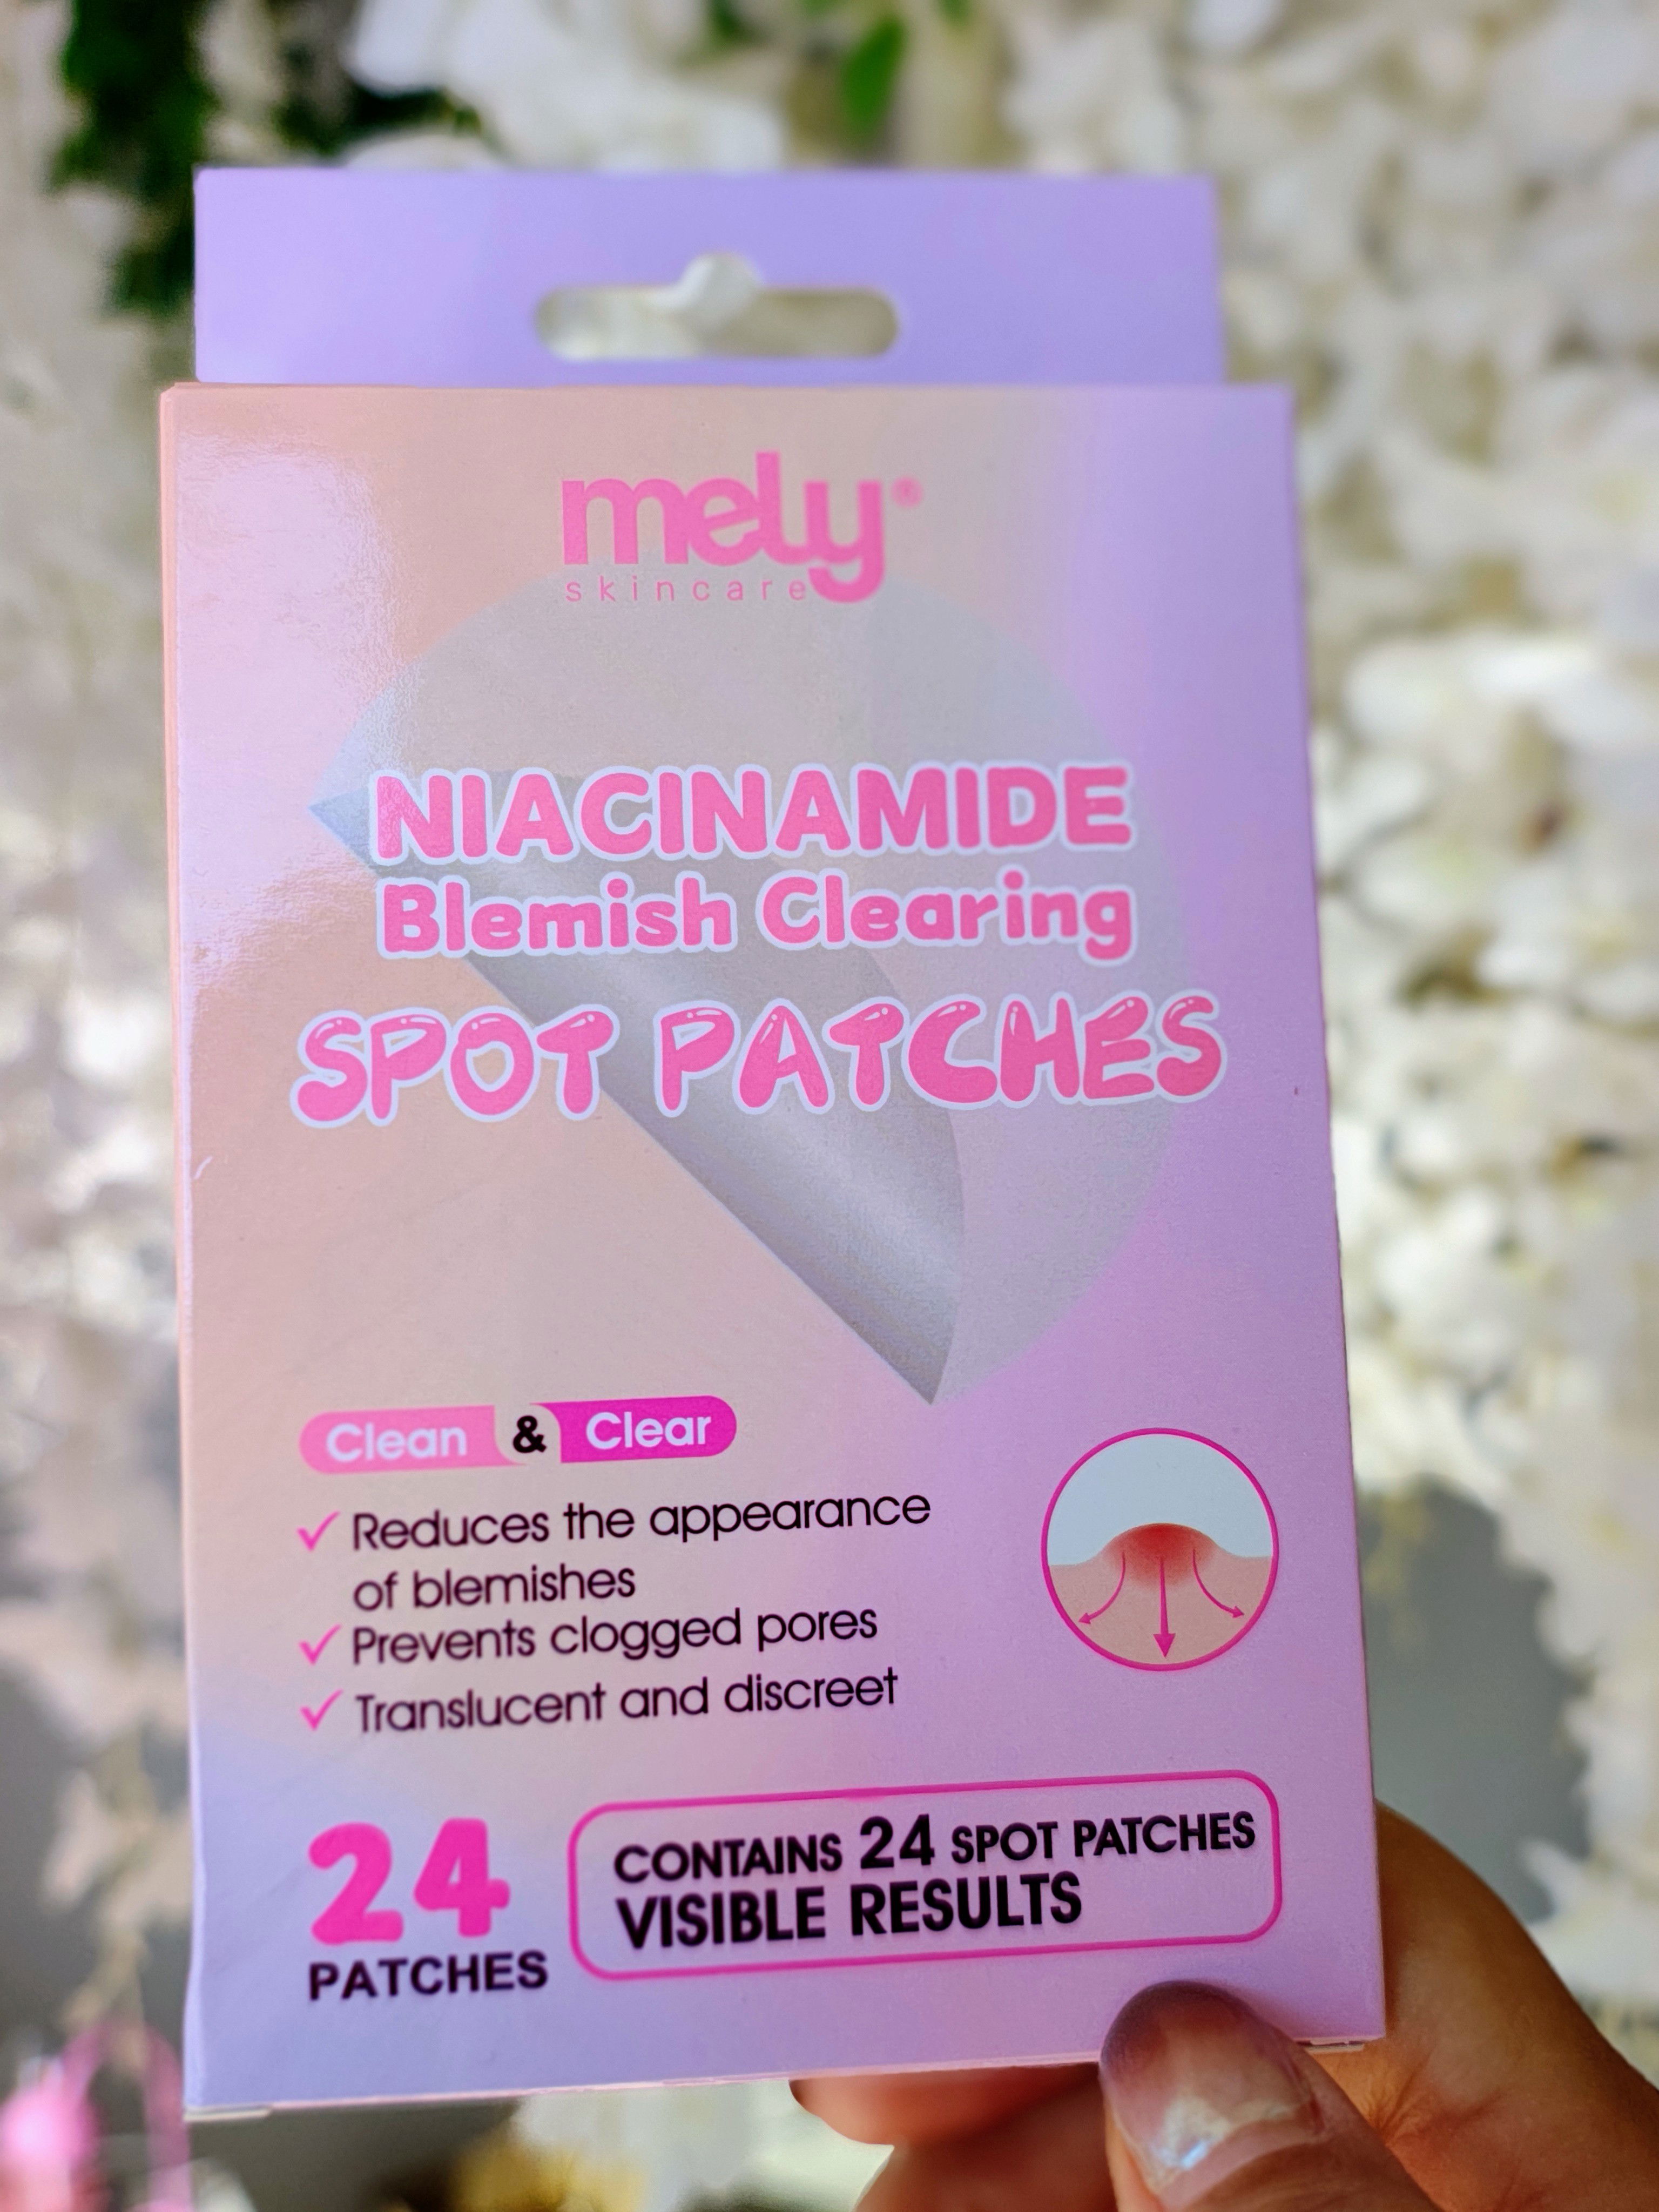 mely®
skincare
NIACINAMIDE
Blemish Clearing
SPOT PATCHES
Clean & Clear
✓ Reduces the appearance
of blemishes
✓ Prevents clogged pores
✓ Translucent and discreet
24
PATCHES
CONTAINS 24 SPOT PATCHES
VISIBLE RESULTS